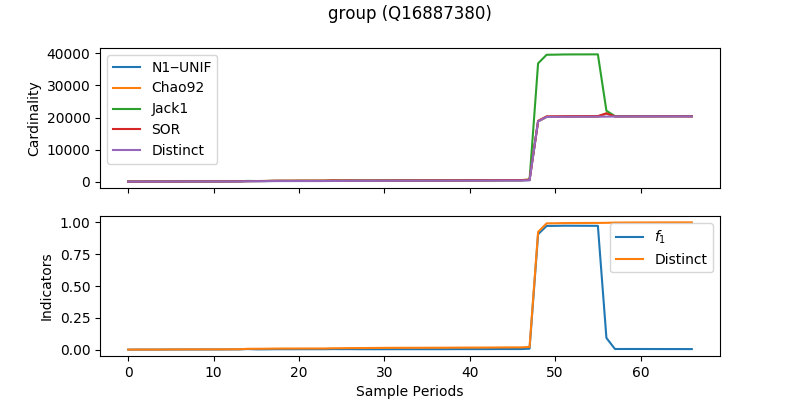 group (Q16887380)
40000
30000
20000
10000
0
Cardinality
N1−UNIF
Chao92
Jack1
SOR
Distinct
1.00
0.75
0.50
0.25
0.00
Indicators
f1
Distinct
0 10 20 30 40 50 60
Sample Periods